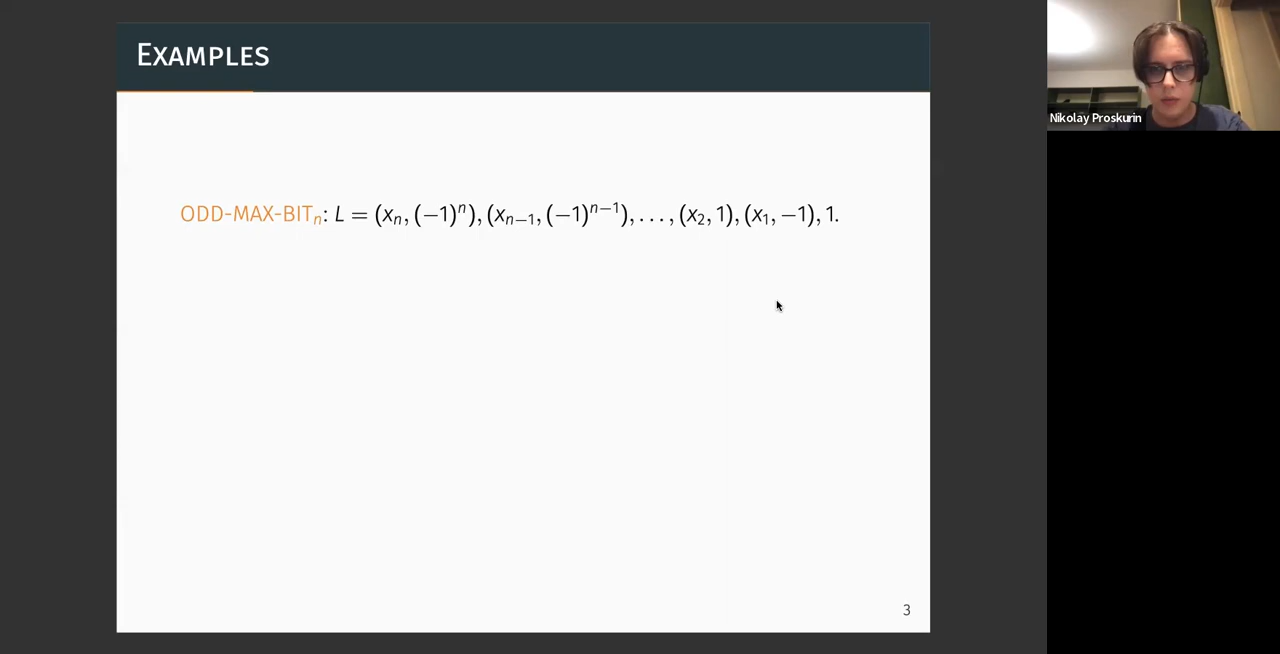 EXAMPLES
ODD-MAX-BITₙ: L = (xₙ, (−1)ⁿ), (xₙ₋₁, (−1)ⁿ⁻¹), . . . , (x₂, 1), (x₁, −1), 1.
3
Nikolay Proskurin